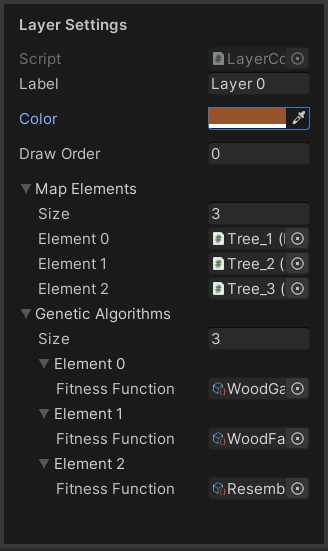 Layer Settings
Script LayerCo
Label Layer 0
Color
Draw Order 0
Map Elements
Size 3
Element 0 Tree_1 (
Element 1 Tree_2 (
Element 2 Tree_3 (
Genetic Algorithms
Size 3
Element 0
Fitness Function WoodGa
Element 1
Fitness Function WoodFa
Element 2
Fitness Function Resemb